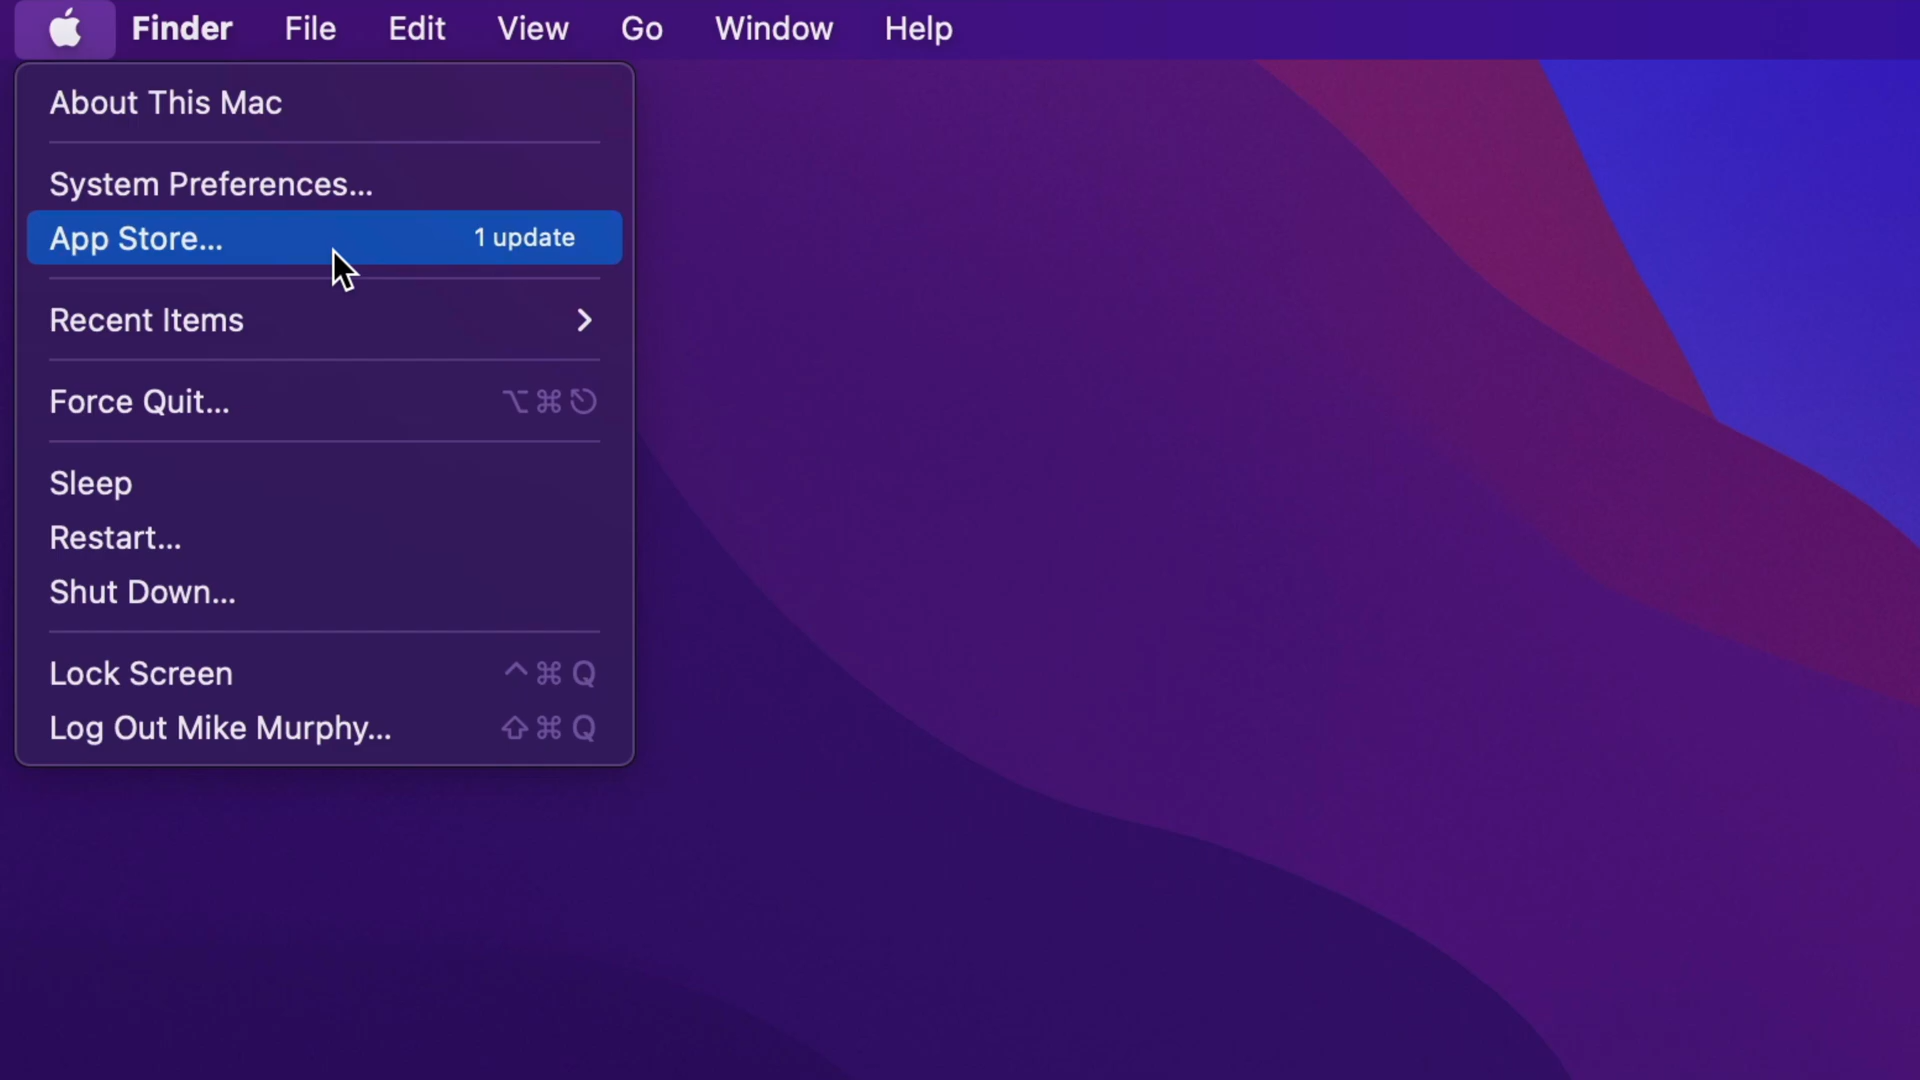 Finder File Edit View Go Window Help
About This Mac
System Preferences...
App Store... 1 update
Recent Items
Force Quit... ⌥⌘⎋
Sleep
Restart...
Shut Down...
Lock Screen ^⌘Q
Log Out Mike Murphy... ⇧⌘Q